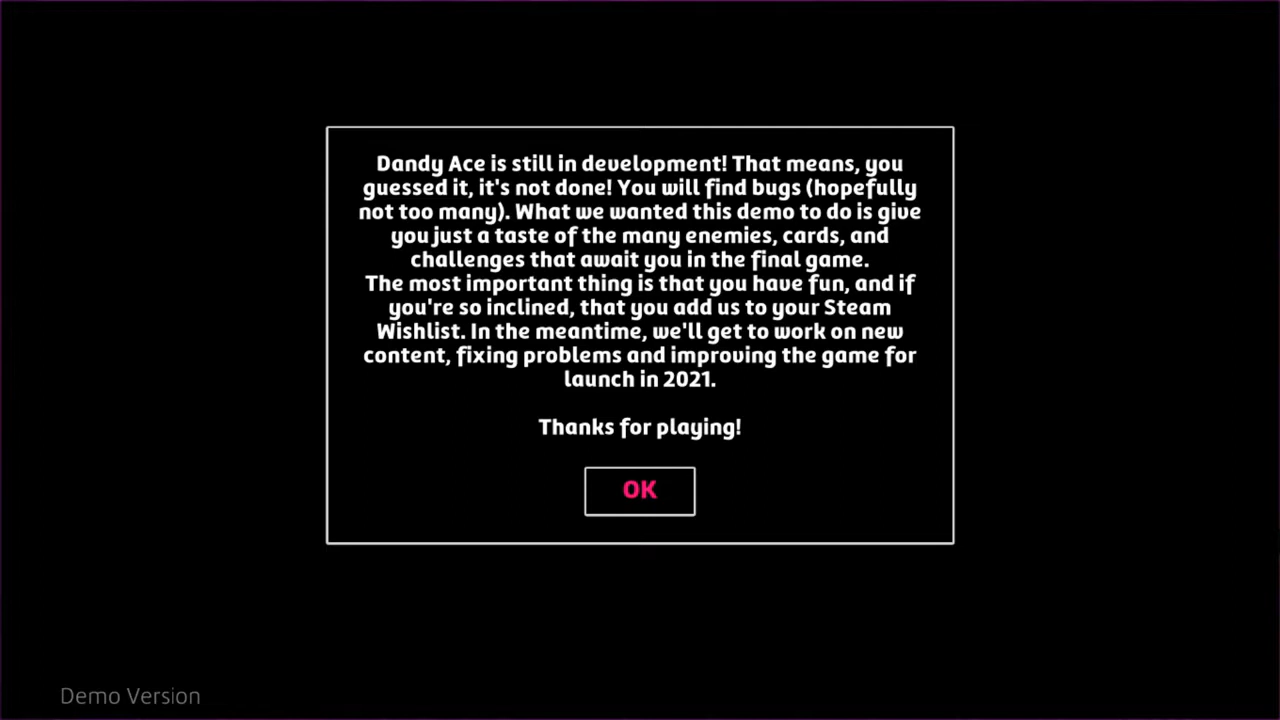 Dandy Ace is still in development! That means, you
guessed it, it's not done! You will find bugs (hopefully
not too many). What we wanted this demo to do is give
you just a taste of the many enemies, cards, and
challenges that await you in the final game.
The most important thing is that you have fun, and if
you're so inclined, that you add us to your Steam
Wishlist. In the meantime, we'll get to work on new
content, fixing problems and improving the game for
launch in 2021.
Thanks for playing!
OK
Demo Version